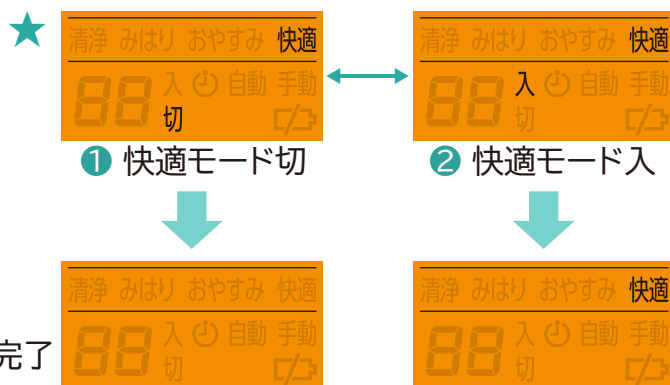 ★ 清浄 みはり おやすみ 快適
88 入 自動 手動
切
清浄 みはり おやすみ 快適
88 入 自動 手動
切
❶ 快適モード切
❷ 快適モード入
清浄 みはり おやすみ 快適
完了 88 入 自動 手動
切
清浄 みはり おやすみ 快適
88 入 自動 手動
切